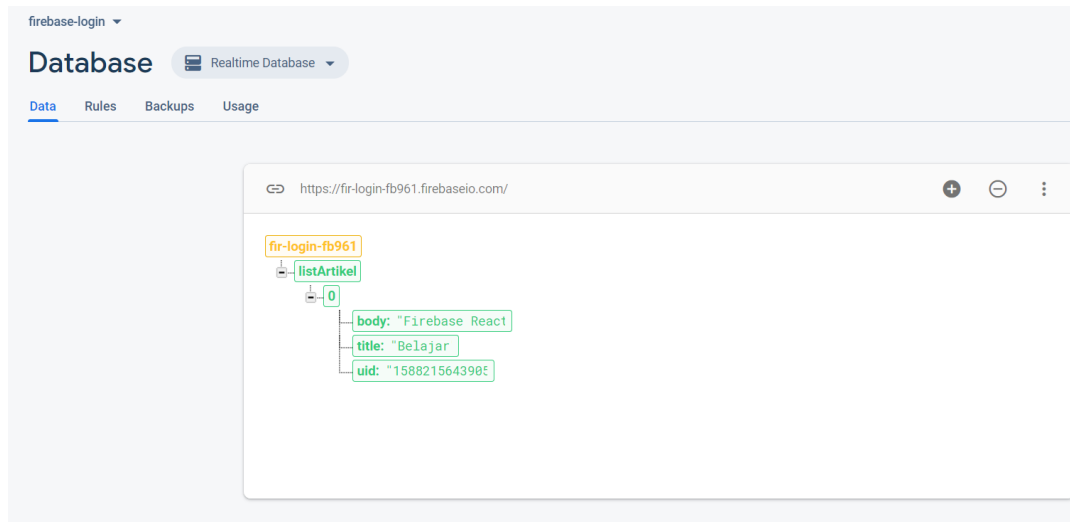 firebase-login
Database Realtime Database
Data Rules Backups Usage
https://fir-login-fb961.firebaseio.com/
fir-login-fb961
listArtikel
0
body: "Firebase React
title: "Belajar
uid: "1588215643905